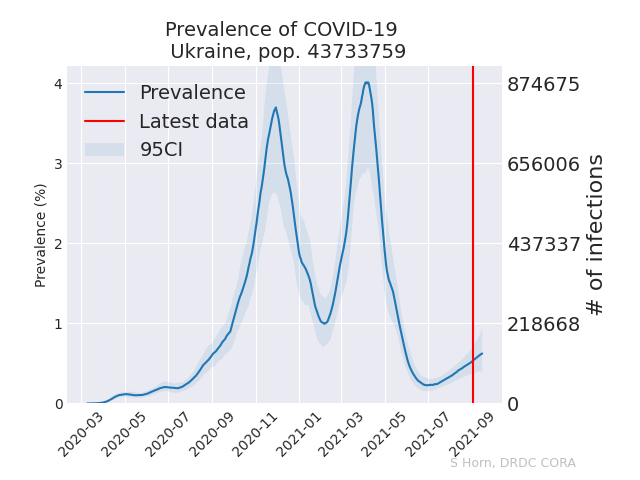 Prevalence of COVID-19
Ukraine, pop. 43733759
Prevalence
Latest data
95CI
Prevalence (%)
4
3
2
1
0
874675
656006
437337
218668
0
# of infections
2020-03
2020-05
2020-07
2020-09
2020-11
2021-01
2021-03
2021-05
2021-07
2021-09
S Horn, DRDC CORA